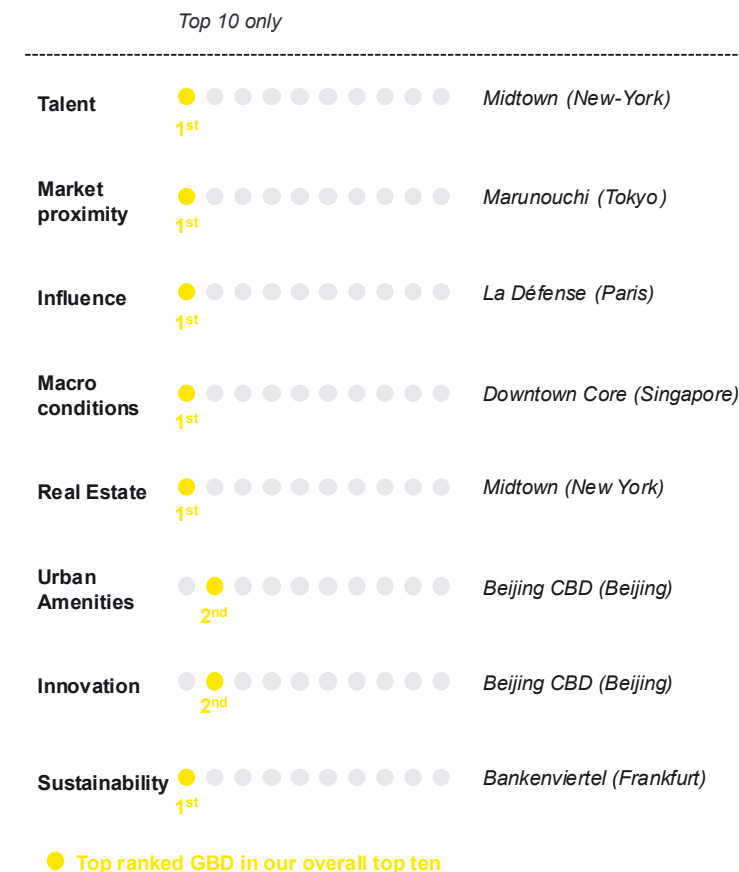 Top 10 only
Talent
Midtown (New-York)
1st
Market
proximity
Marunouchi (Tokyo)
1st
Influence
La Défense (Paris)
1st
Macro
conditions
Downtown Core (Singapore)
1st
Real Estate
Midtown (New York)
1st
Urban
Amenities
Beijing CBD (Beijing)
2nd
Innovation
Beijing CBD (Beijing)
2nd
Sustainability
Bankenviertel (Frankfurt)
1st
Top ranked GBD in our overall top ten